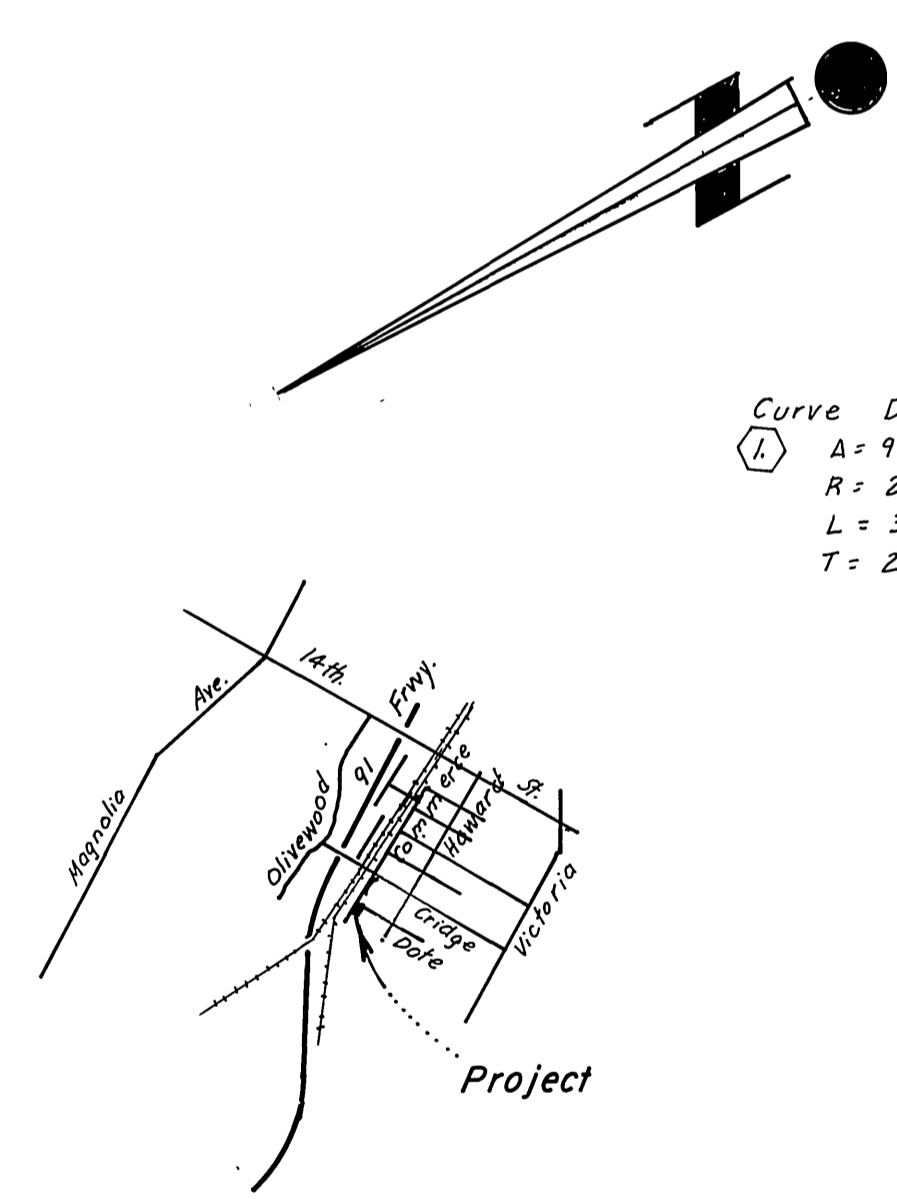 Curve D
1. Δ = 9
R = 2
L = 3
T = 2
14th. St.
Magnolia Ave.
Frwy.
91
Olivewood
Commerce
Howard
Victoria
Cridge
Date
Project